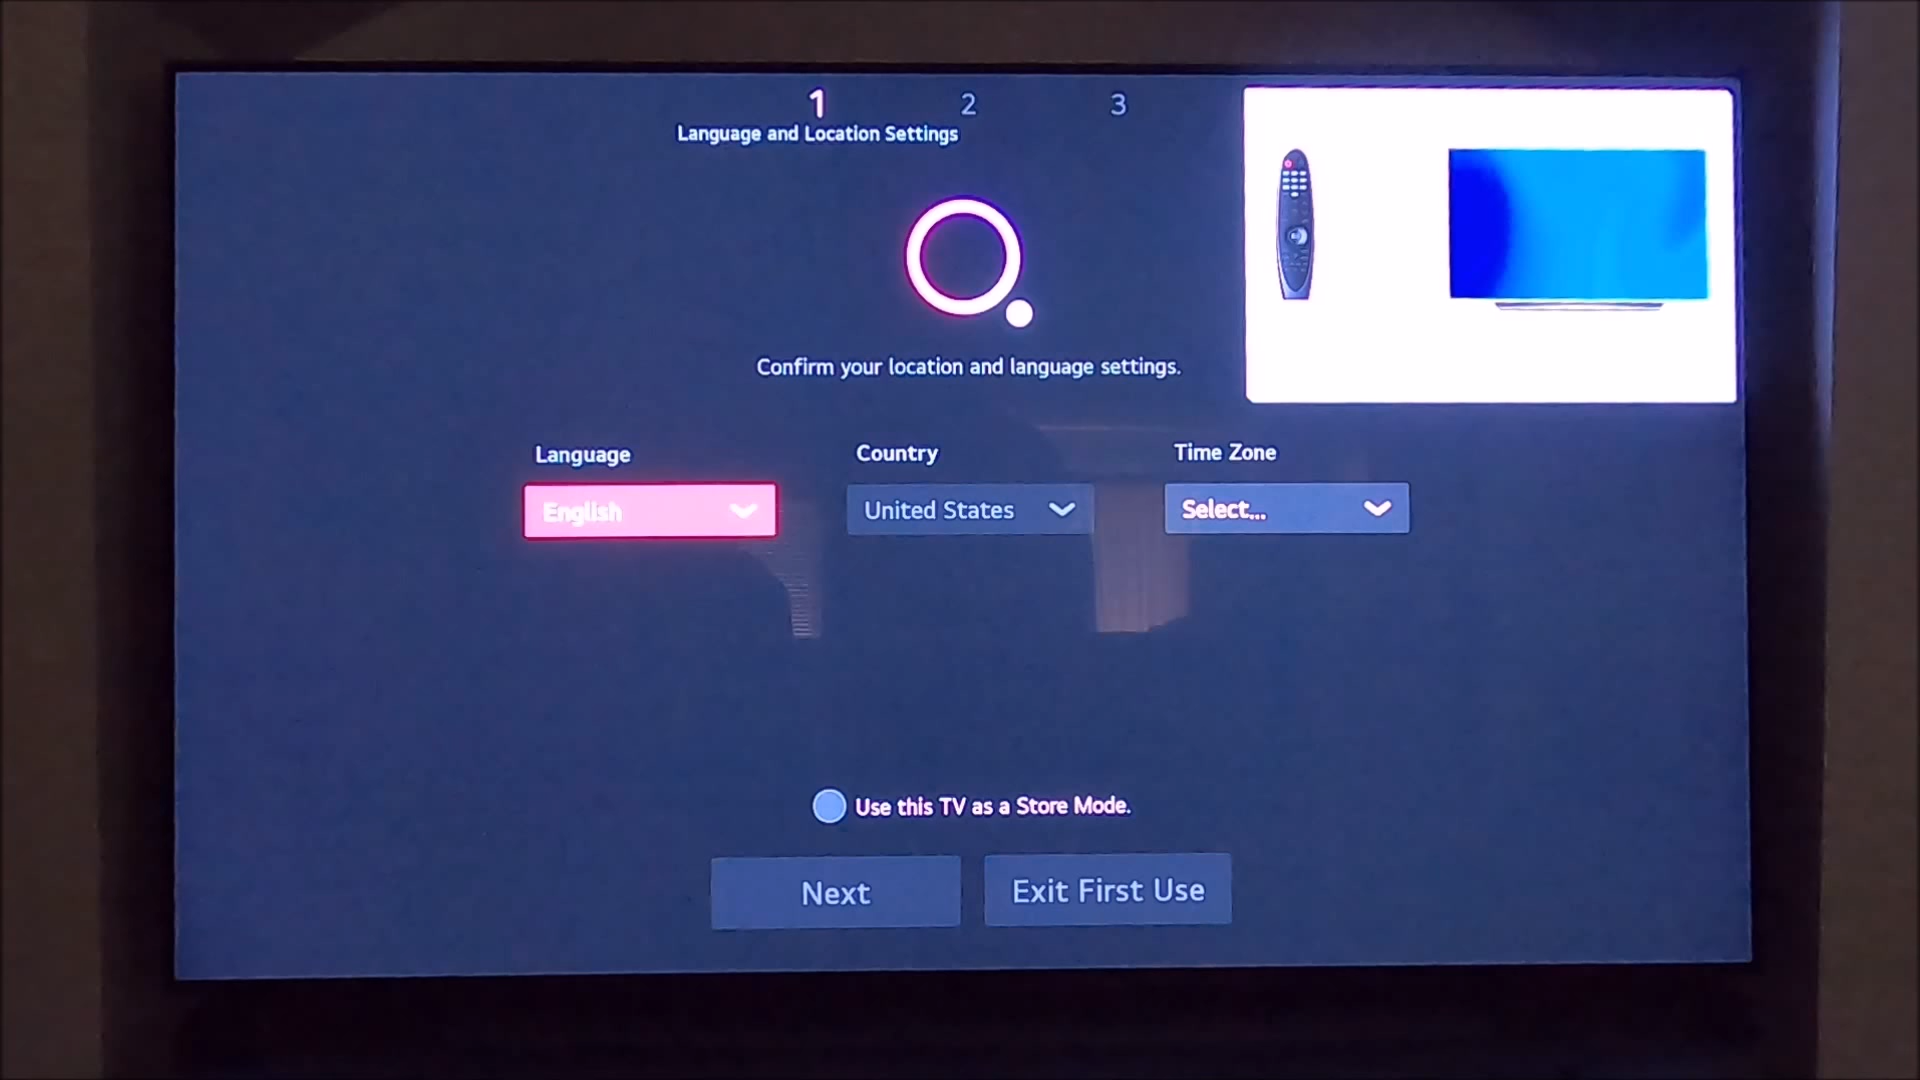 1
2
3
Language and Location Settings
Confirm your location and language settings.
Language
Country
Time Zone
English
United States
Select...
Use this TV as a Store Mode.
Next
Exit First Use